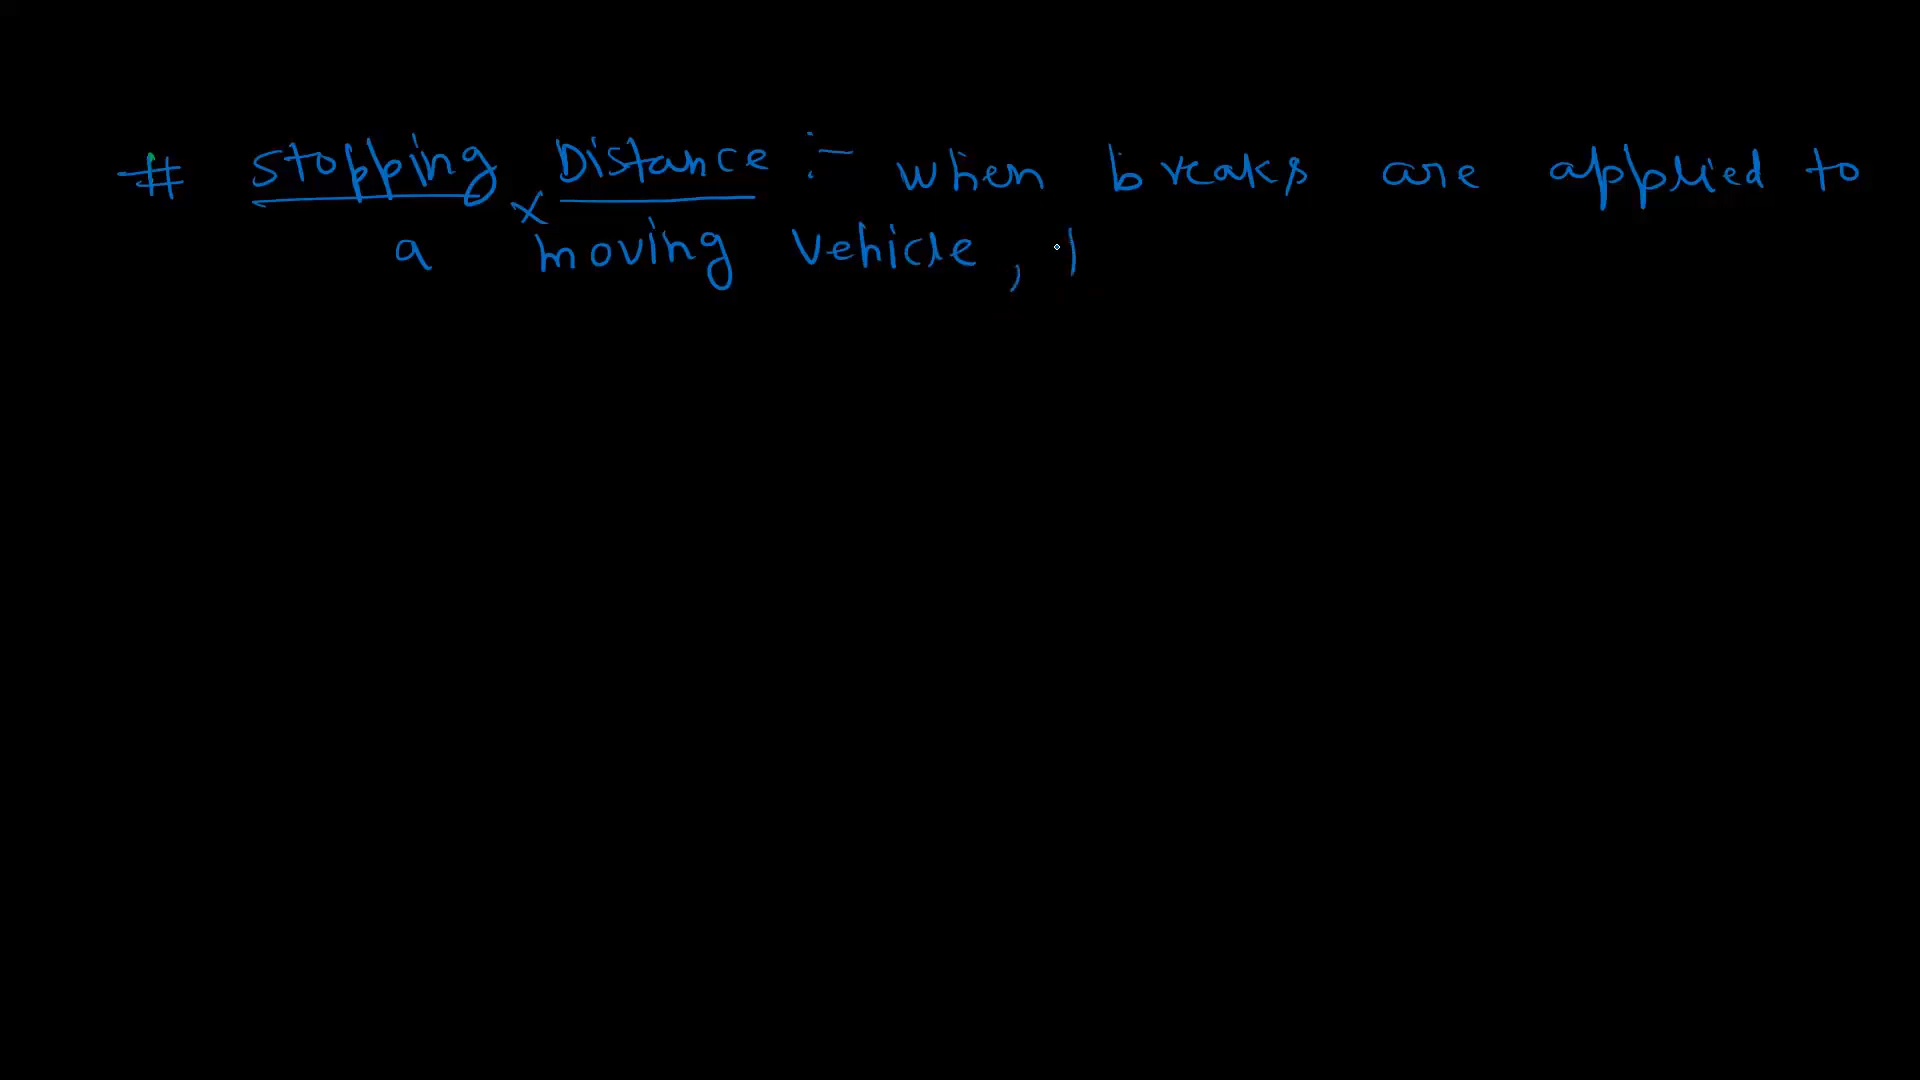 # Stopping Distance :- when breaks are applied to
a moving vehicle,